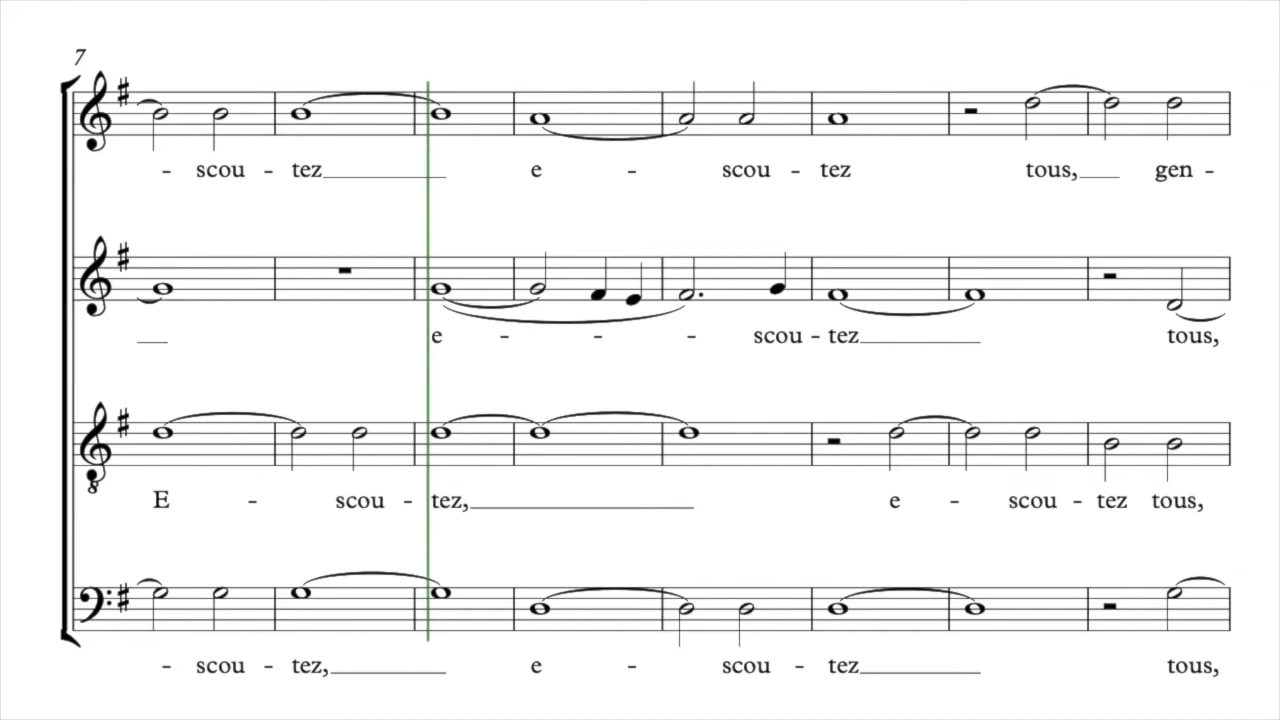 7
- scou - tez e - scou - tez tous, gen -
e - - - scou - tez tous,
E - scou - tez, e - scou - tez tous,
8
- scou - tez, e - scou - tez tous,